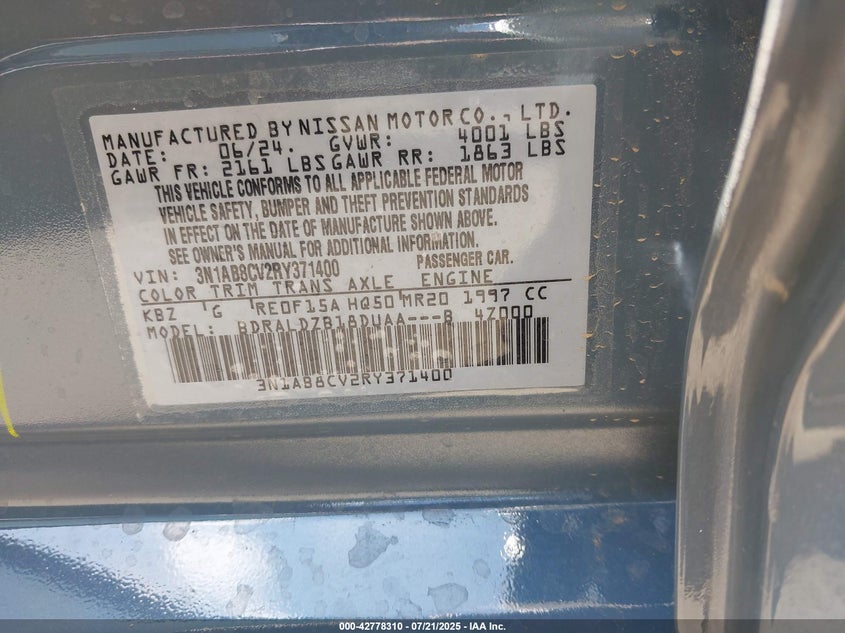 MANUFACTURED BY NISSAN MOTOR CO., LTD.
DATE: 06/24. GVWR: 4001 LBS
GAWR FR: 2161 LBS GAWR RR: 1863 LBS
THIS VEHICLE CONFORMS TO ALL APPLICABLE FEDERAL MOTOR
VEHICLE SAFETY, BUMPER AND THEFT PREVENTION STANDARDS
IN EFFECT ON THE DATE OF MANUFACTURE SHOWN ABOVE.
SEE OWNER'S MANUAL FOR ADDITIONAL INFORMATION.
VIN: 3N1AB8CV2RY371400 PASSENGER CAR.
COLOR TRIM TRANS AXLE ENGINE
KBZ G RE0F15A HQ50 MR20 1997 CC
MODEL: BDRALDZB18DUAA---B 47000
3N1AB8CV2RY371400
000-42778310 - 07/21/2025 - IAA Inc.